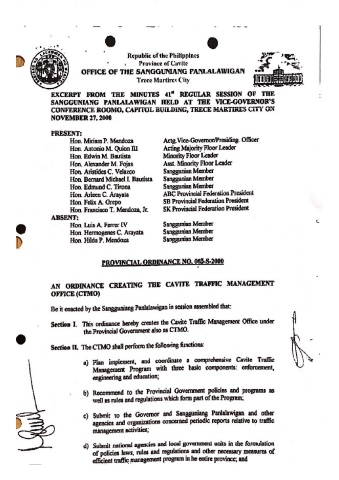 Republic of the Philippines
Province of Cavite
OFFICE OF THE SANGGUNIANG PANLALAWIGAN
Trece Martires City
EXCERPT FROM THE MINUTES 41st REGULAR SESSION OF THE
SANGGUNIANG PANLALAWIGAN HELD AT THE VICE-GOVERNOR'S
CONFERENCE ROOMO, CAPITOL BUILDING, TRECE MARTIRES CITY ON
NOVEMBER 27, 2000
PRESENT:
Hon. Miriam P. Mendoza Actg. Vice-Governor/Presiding Officer
Hon. Antonio M. Quion III Acting Majority Floor Leader
Hon. Edwin M. Bautista Minority Floor Leader
Hon. Alexander M. Fojas Asst. Minority Floor Leader
Hon. Aristides C. Velazco Sanggunian Member
Hon. Bernard Michael I. Bautista Sanggunian Member
Hon. Edmund C. Tirona Sanggunian Member
Hon. Arleen C. Arayata ABC Provincial Federation President
Hon. Felix A. Grepo SB Provincial Federation President
Hon. Francisco T. Mendoza, Jr. SK Provincial Federation President
ABSENT:
Hon. Luis A. Ferrer IV Sanggunian Member
Hon. Hermogenes C. Arayata Sanggunian Member
Hon. Hilda P. Mendoza Sanggunian Member
PROVINCIAL ORDINANCE NO. 003-S-2000
AN ORDINANCE CREATING THE CAVITE TRAFFIC MANAGEMENT
OFFICE (CTMO)
Be it enacted by the Sangguniang Panlalawigan in session assembled that:
Section I. This ordinance hereby creates the Cavite Traffic Management Office under
the Provincial Government also as CTMO.
Section II. The CTMO shall perform the following functions:
a) Plan implement, and coordinate a comprehensive Cavite Traffic
Management Program with three basic components: enforcement,
engineering and education;
b) Recommend to the Provincial Government policies and programs as
well as rules and regulations which form part of the Program;
c) Submit to the Governor and Sangguniang Panlalawigan and other
agencies and organizations concerned periodic reports relative to traffic
management activities;
d) Submit national agencies and local government units in the formulation
of policies laws, rules and regulations and other necessary measures of
efficient traffic management program in he entire province; and